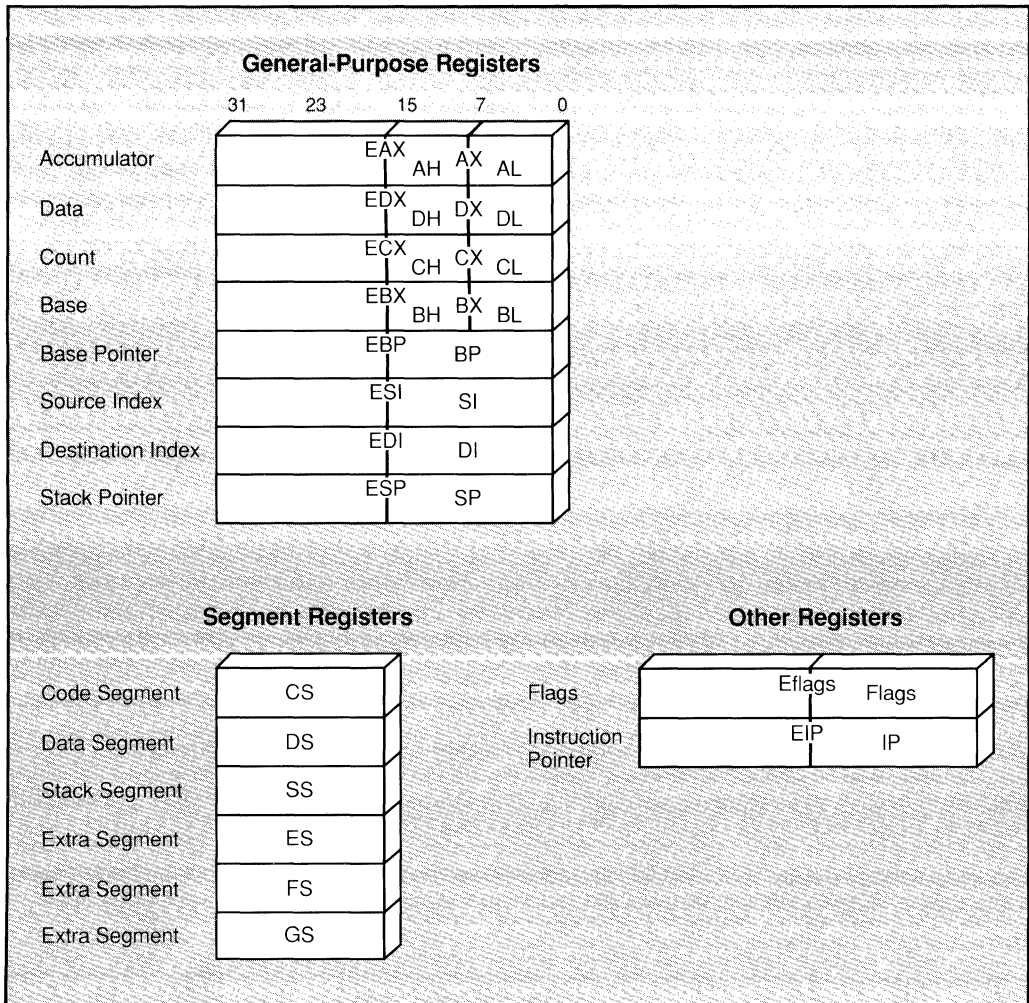 General-Purpose Registers
31 23 15 7 0
Accumulator EAX AH AX AL
Data EDX DH DX DL
Count ECX CH CX CL
Base EBX BH BX BL
Base Pointer EBP BP
Source Index ESI SI
Destination Index EDI DI
Stack Pointer ESP SP
Segment Registers
Code Segment CS
Data Segment DS
Stack Segment SS
Extra Segment ES
Extra Segment FS
Extra Segment GS
Other Registers
Flags Eflags Flags
Instruction
Pointer EIP IP